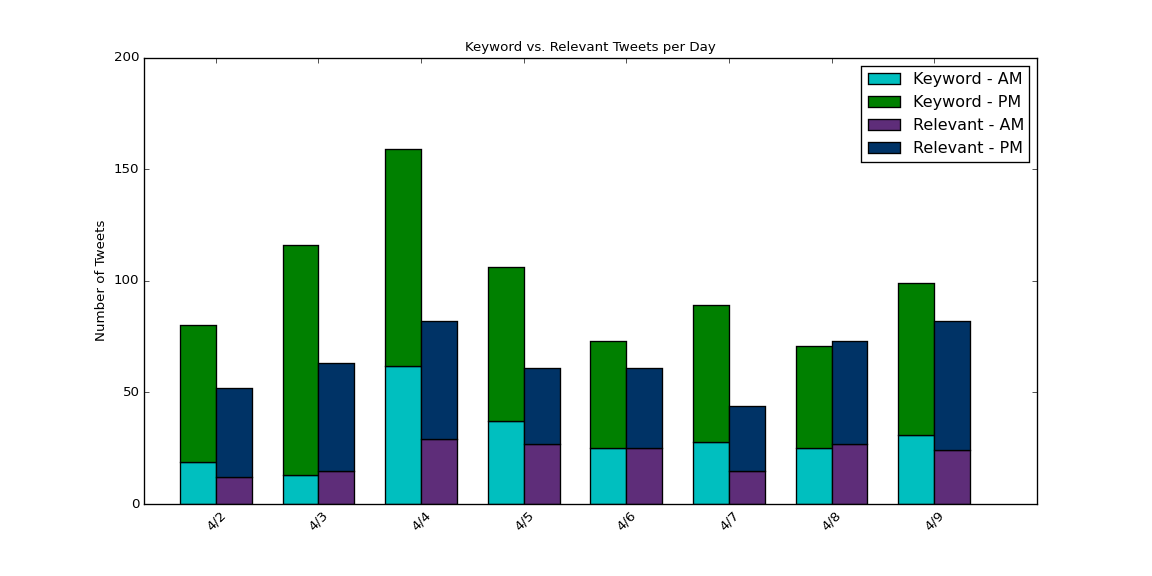 Keyword vs. Relevant Tweets per Day
200
150
100
50
0
Number of Tweets
Keyword - AM
Keyword - PM
Relevant - AM
Relevant - PM
4/2 4/3 4/4 4/5 4/6 4/7 4/8 4/9